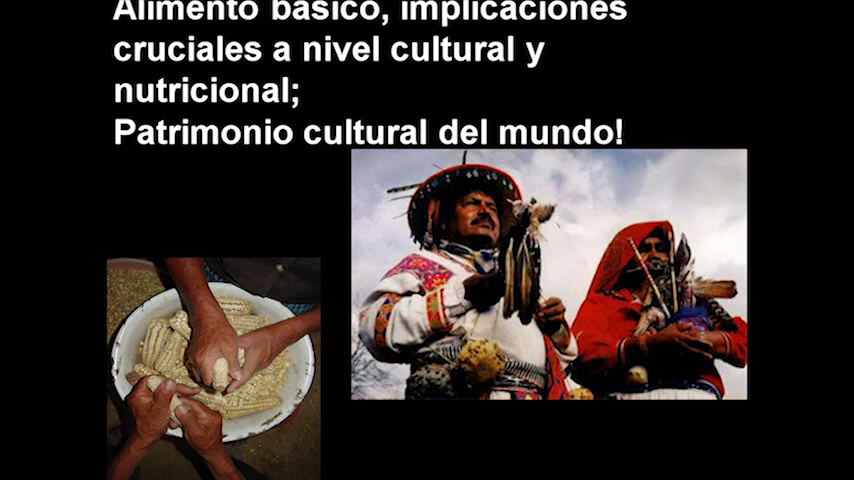 Alimento básico, implicaciones
cruciales a nivel cultural y
nutricional;
Patrimonio cultural del mundo!